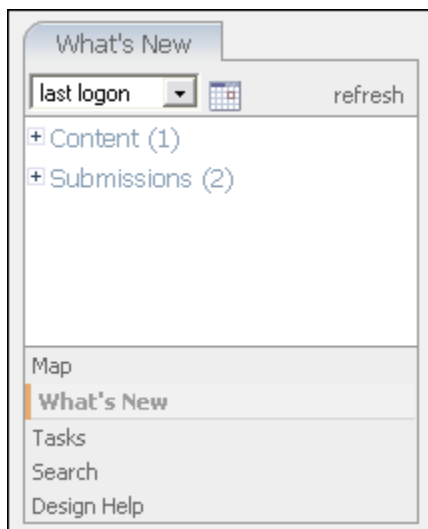 What's New
last logon refresh
Content (1)
Submissions (2)
Map
What's New
Tasks
Search
Design Help